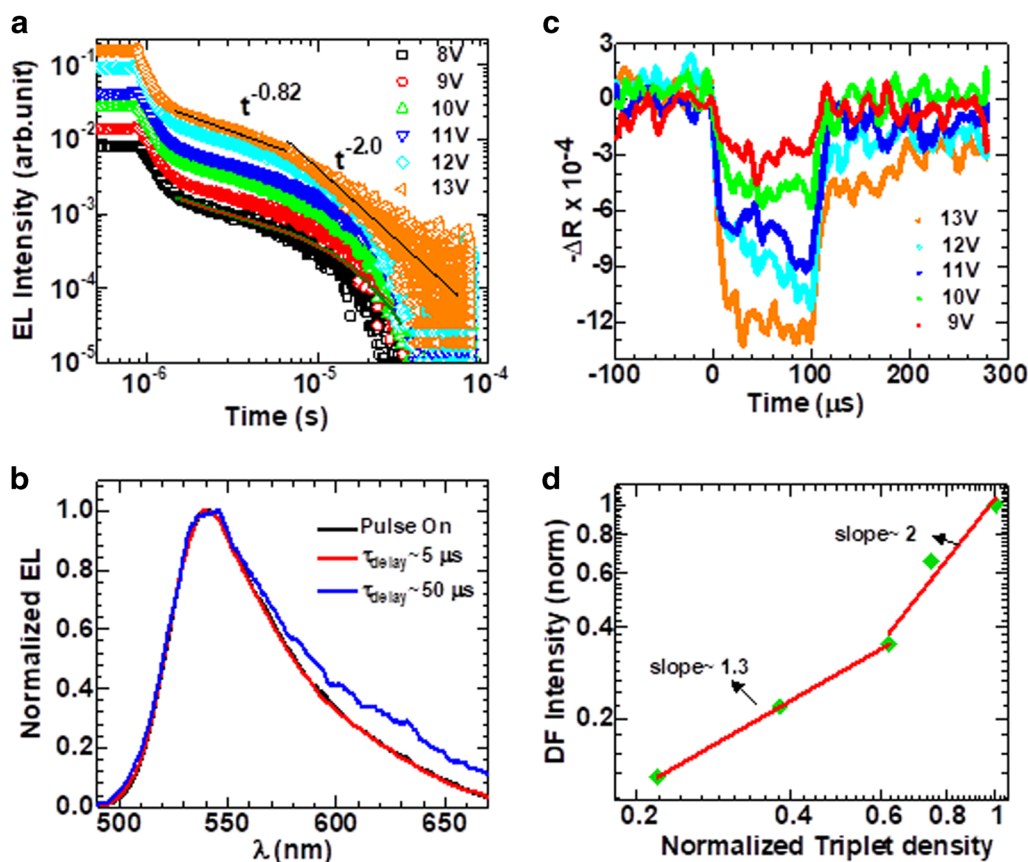 a
EL Intensity (arb.unit)
10^-1
10^-2
10^-3
10^-4
10^-5
t^-0.82
t^-2.0
8V
9V
10V
11V
12V
13V
10^-6
10^-5
10^-4
Time (s)
c
-ΔR x 10^-4
3
0
-3
-6
-9
-12
13V
12V
11V
10V
9V
-100
0
100
200
300
Time (μs)
b
Normalized EL
1.0
0.8
0.6
0.4
0.2
0.0
Pulse On
τdelay~5 μs
τdelay~50 μs
500
550
600
650
λ (nm)
d
DF Intensity (norm)
1
0.8
0.6
0.4
0.2
slope~ 2
slope~ 1.3
0.2
0.4
0.6
0.8
1
Normalized Triplet density